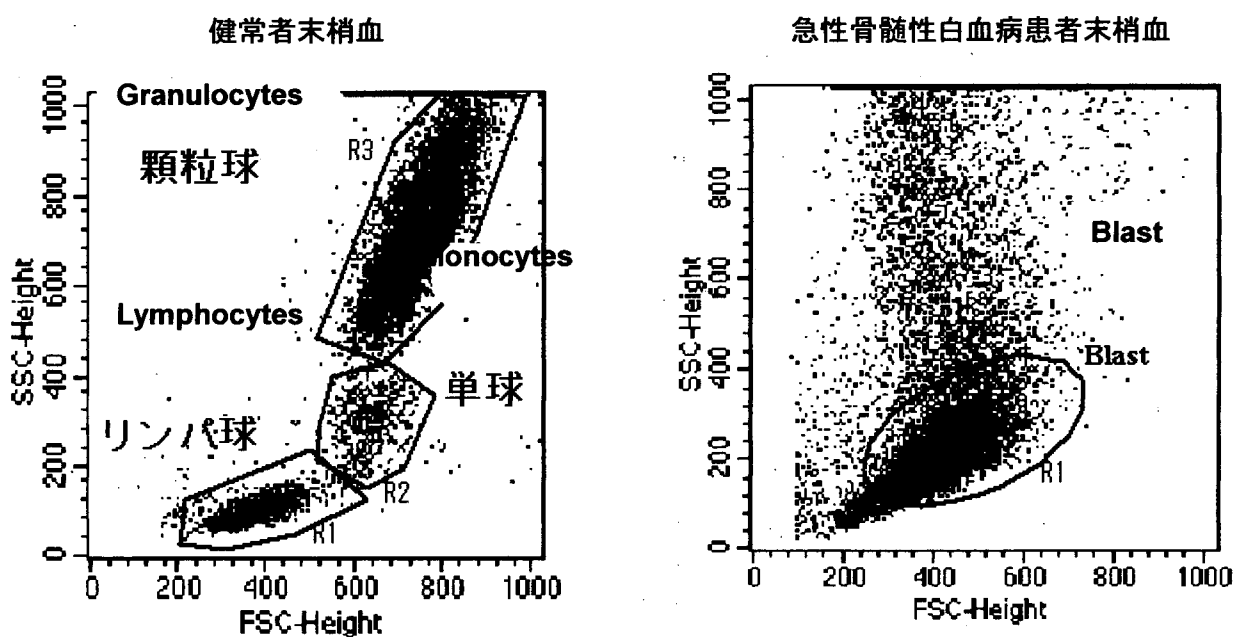 健常者末梢血
Granulocytes
顆粒球
R3
onocytes
Lymphocytes
単球
リンパ球
R2
R1
SSC-Height
0 200 400 600 800 1000
0 200 400 600 800 1000
FSC-Height
急性骨髄性白血病患者末梢血
Blast
Blast
R1
SSC-Height
0 200 400 600 800 1000
0 200 400 600 800 1000
FSC-Height